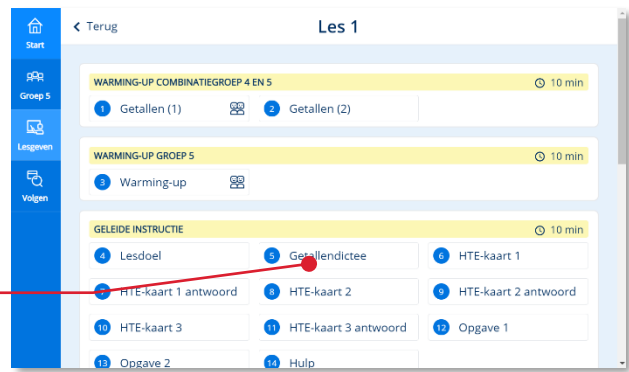 Start
Groep 5
Lesgeven
Volgen
Terug
Les 1
WARMING-UP COMBINATIEGROEP 4 EN 5 10 min
1 Getallen (1) 2 Getallen (2)
WARMING-UP GROEP 5 10 min
3 Warming-up
GELEIDE INSTRUCTIE 10 min
4 Lesdoel 5 Getallendictee 6 HTE-kaart 1
7 HTE-kaart 1 antwoord 8 HTE-kaart 2 9 HTE-kaart 2 antwoord
10 HTE-kaart 3 11 HTE-kaart 3 antwoord 12 Opgave 1
13 Opgave 2 14 Hulp